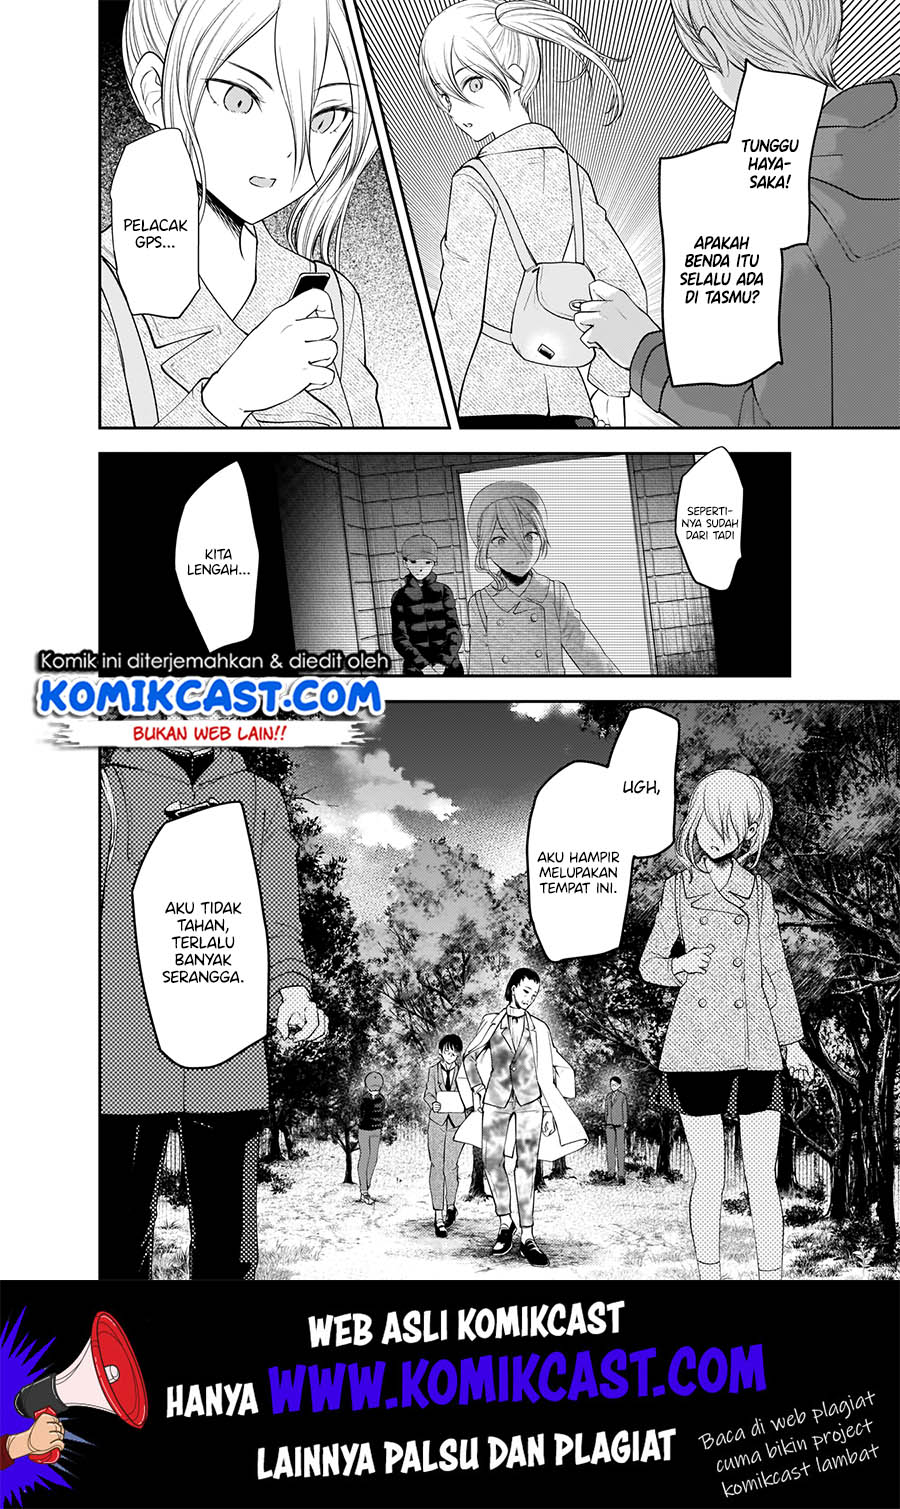 TUNGGU
HAYA-
SAKA!
APAKAH
BENDA ITU
SELALU ADA
DI TASMU?
PELACAK
GPS...
SEPERTI-
NYA SUDAH
DARI TADI
KITA
LENGAH...
Komik ini diterjemahkan & diedit oleh
KOMIKCAST.COM
BUKAN WEB LAIN!!
UGH,
AKU HAMPIR
MELUPAKAN
TEMPAT INI.
AKU TIDAK
TAHAN,
TERLALU
BANYAK
SERANGGA.
WEB ASLI KOMIKCAST
HANYA WWW.KOMIKCAST.COM
LAINNYA PALSU DAN PLAGIAT
Baca di web plagiat
cuma bikin project
komikcast lambat